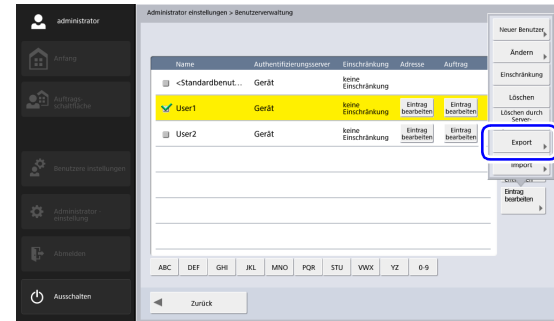 administrator
Anfang
Auftrags-
schaltfläche
Benutzere instellungen
Administrator-
einstellung
Abmelden
Ausschalten
Administrator einstellungen > Benutzerverwaltung
Name Authentifizierungsserver Einschränkung Adresse Auftrag
<Standardbenut... Gerät keine
Einschränkung
User1 Gerät keine
Einschränkung Eintrag
bearbeiten Eintrag
bearbeiten
User2 Gerät keine
Einschränkung Eintrag
bearbeiten Eintrag
bearbeiten
ABC DEF GHI JKL MNO PQR STU VWX YZ 0-9
Zurück
Neuer Benutzer
Ändern
Einschränkung
Löschen
Löschen durch
Server-
Export
Import
Eintrag
bearbeiten